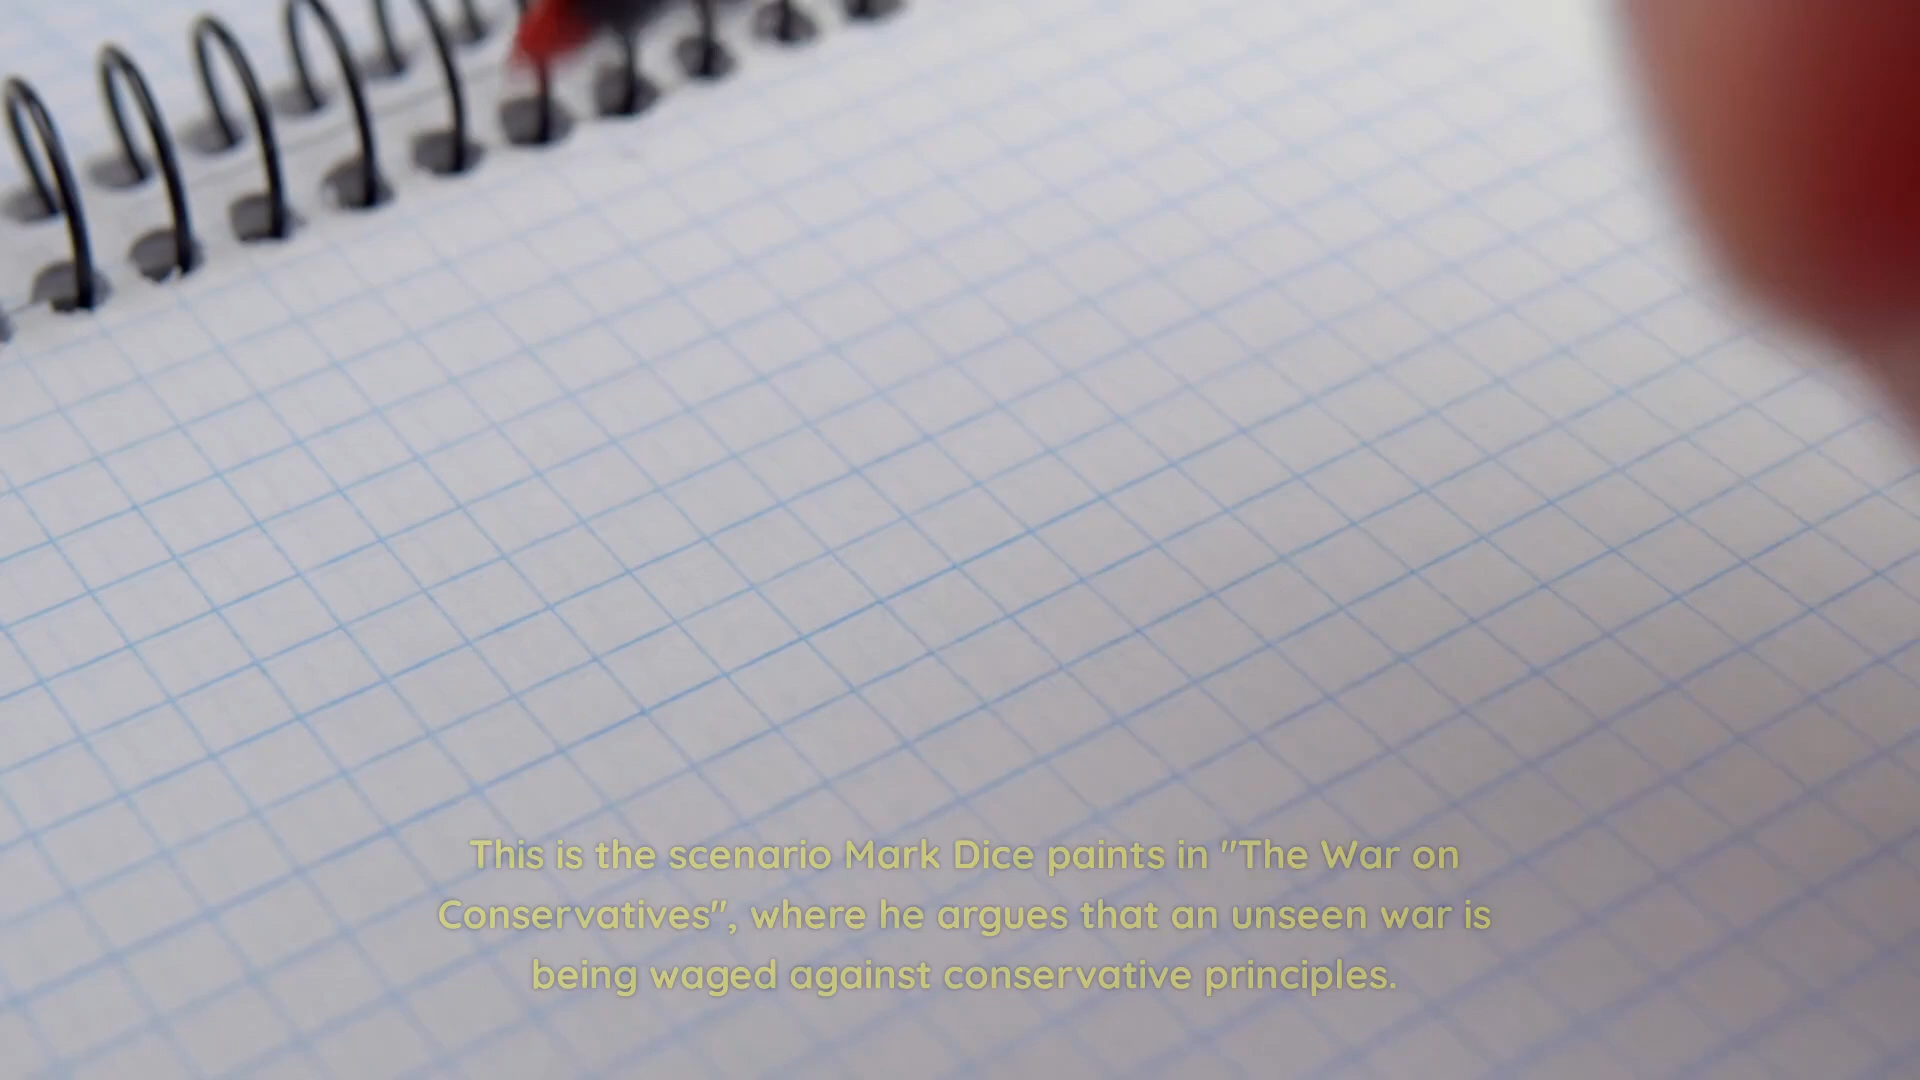 This is the scenario Mark Dice paints in "The War on
Conservatives", where he argues that an unseen war is
being waged against conservative principles.